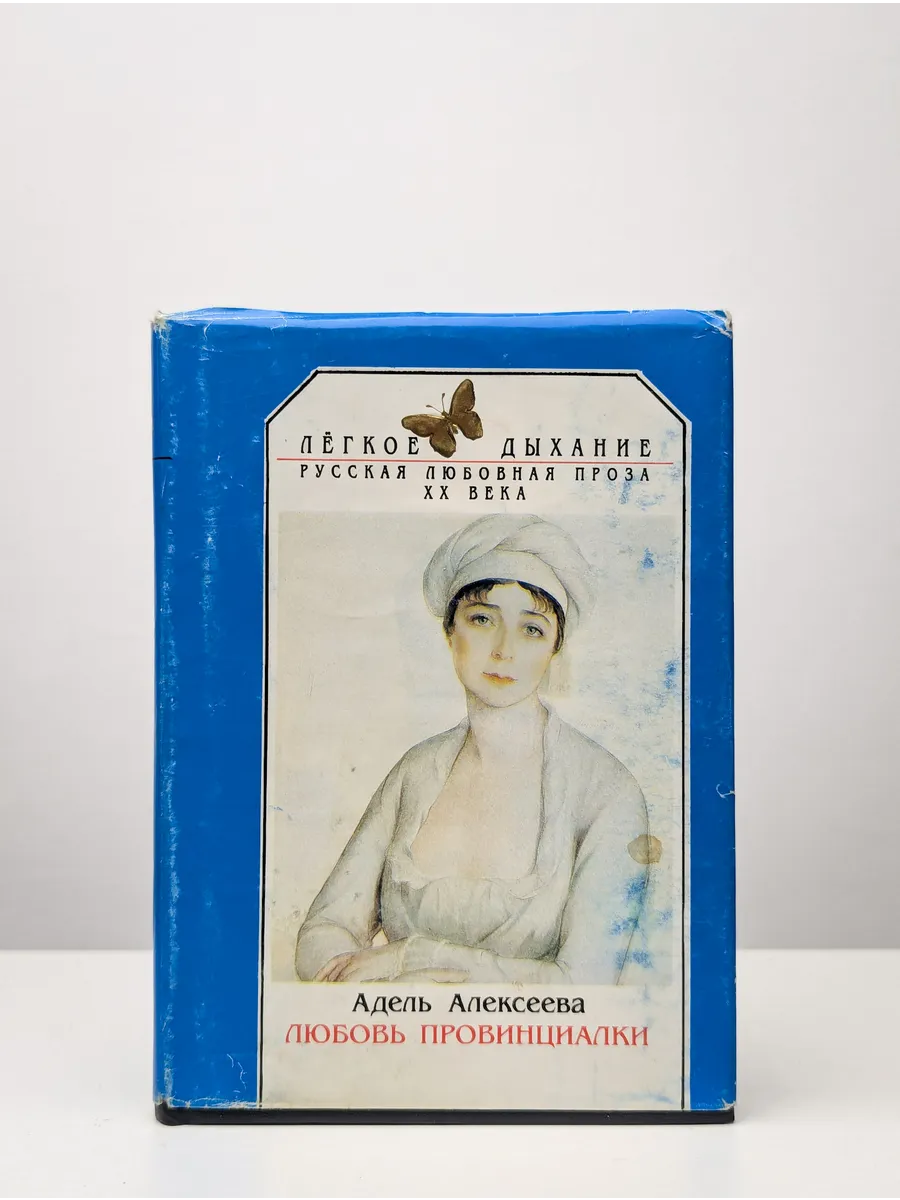 ЛЁГКОЕ ДЫХАНИЕ
РУССКАЯ ЛЮБОВНАЯ ПРОЗА
XX ВЕКА
Адель Алексеева
ЛЮБОВЬ ПРОВИНЦИАЛКИ